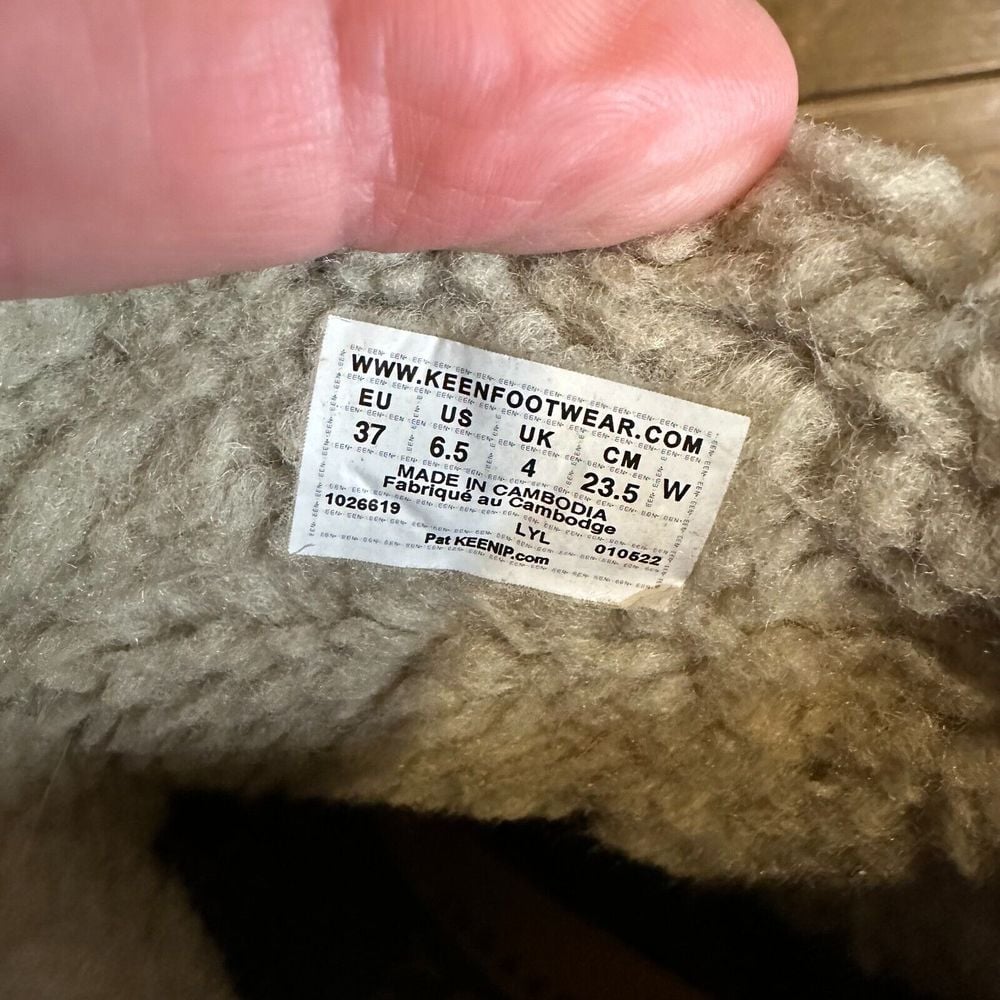 WWW.KEENFOOTWEAR.COM
EU US UK CM
37 6.5 4 23.5 W
MADE IN CAMBODIA
Fabriqué au Cambodge
1026619 LYL 010522
Pat KEENIP.com